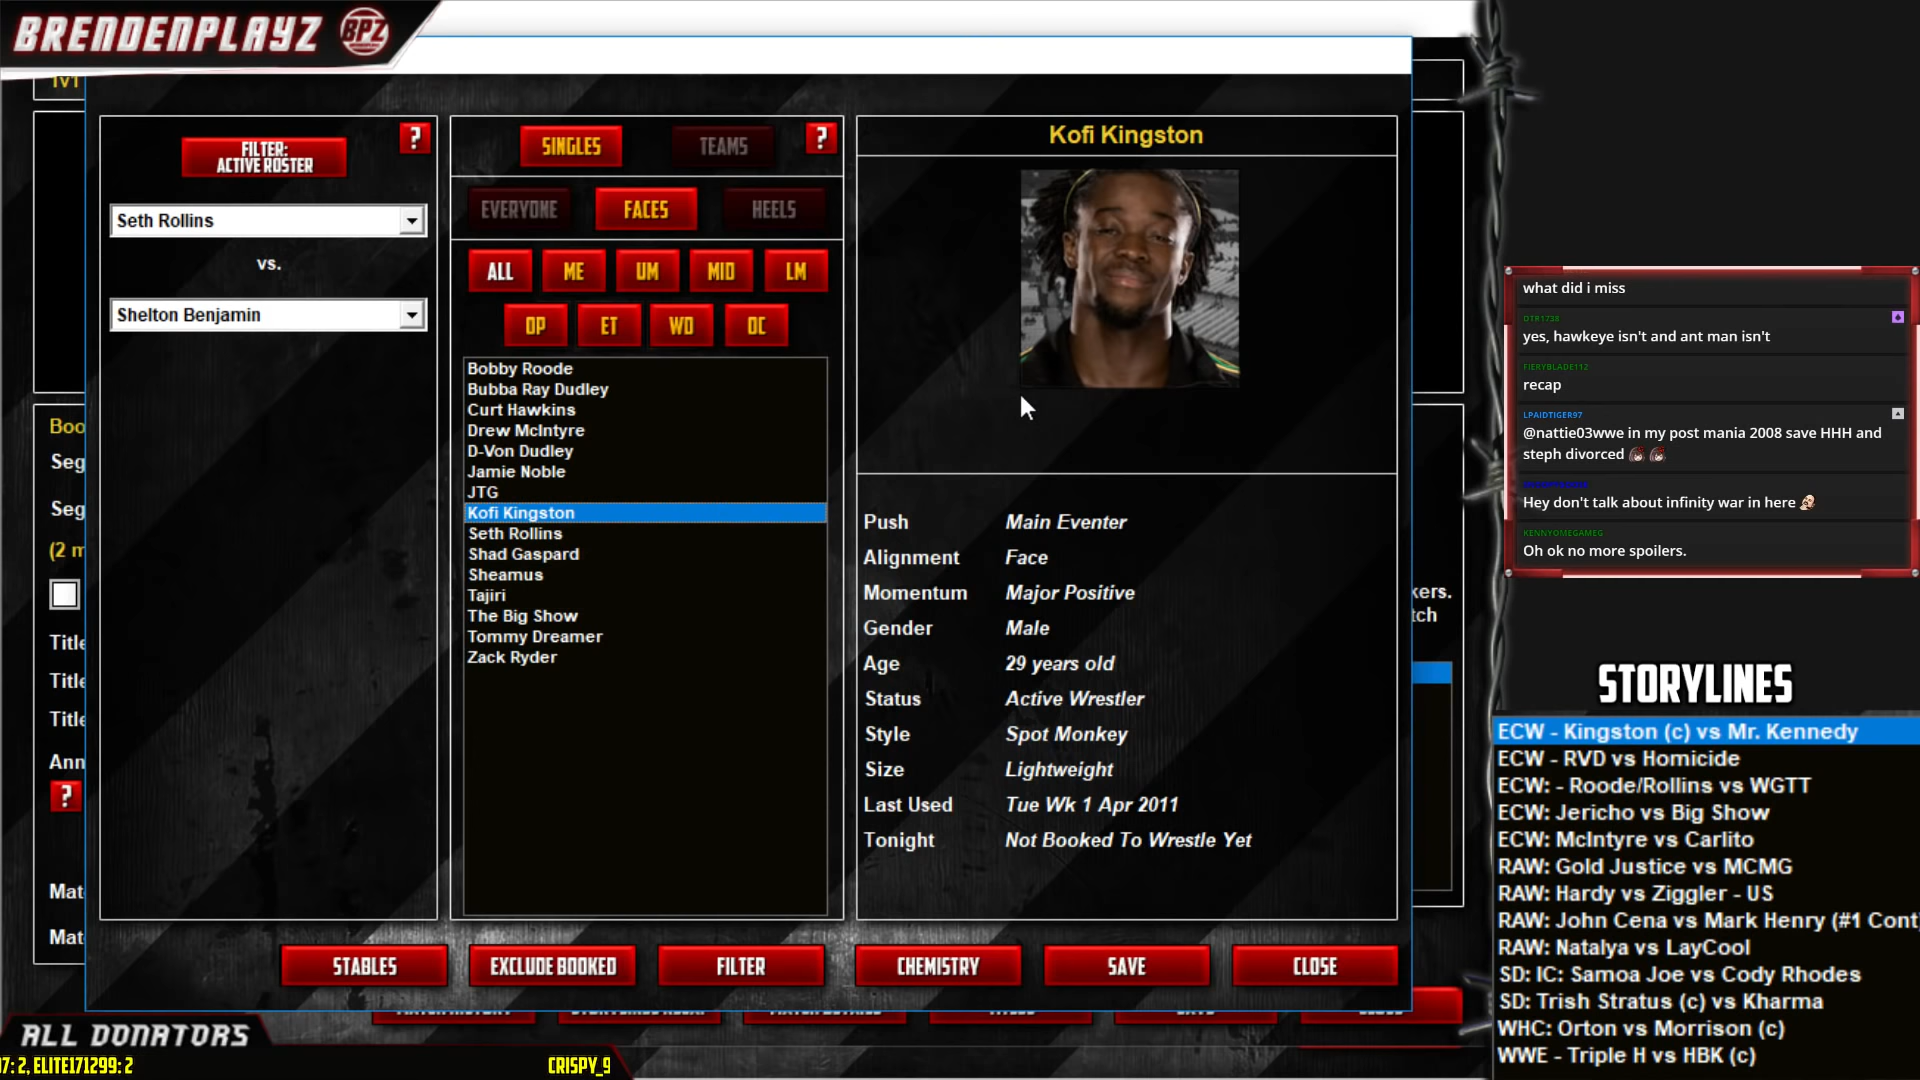 BRENDENPLAYZ
BPZ
1v1
FILTER:
ACTIVE ROSTER
?
Seth Rollins
vs.
Shelton Benjamin
SINGLES
TEAMS
?
EVERYONE
FACES
HEELS
ALL
ME
UM
MID
LM
OP
ET
WD
OC
Bobby Roode
Bubba Ray Dudley
Curt Hawkins
Drew McIntyre
D-Von Dudley
Jamie Noble
JTG
Kofi Kingston
Seth Rollins
Shad Gaspard
Sheamus
Tajiri
The Big Show
Tommy Dreamer
Zack Ryder
Kofi Kingston
Push Main Eventer
Alignment Face
Momentum Major Positive
Gender Male
Age 29 years old
Status Active Wrestler
Style Spot Monkey
Size Lightweight
Last Used Tue Wk 1 Apr 2011
Tonight Not Booked To Wrestle Yet
Boo
Seg
Seg
(2 m
Title
Title
Title
Ann
?
Mat
Mat
kers.
tch
STABLES
EXCLUDE BOOKED
FILTER
CHEMISTRY
SAVE
CLOSE
ALL DONATORS
7: 2, ELITE171299: 2
CRISPY_9
what did i miss
OTR1738
yes, hawkeye isn't and ant man isn't
FIERYBLADE112
recap
LPAIDTIGER97
@nattie03wwe in my post mania 2008 save HHH and
steph divorced
Hey don't talk about infinity war in here
KENNYOMEGAMEG
Oh ok no more spoilers.
STORYLINES
ECW - Kingston (c) vs Mr. Kennedy
ECW - RVD vs Homicide
ECW: - Roode/Rollins vs WGTT
ECW: Jericho vs Big Show
ECW: McIntyre vs Carlito
RAW: Gold Justice vs MCMG
RAW: Hardy vs Ziggler - US
RAW: John Cena vs Mark Henry (#1 Cont
RAW: Natalya vs LayCool
SD: IC: Samoa Joe vs Cody Rhodes
SD: Trish Stratus (c) vs Kharma
WHC: Orton vs Morrison (c)
WWE - Triple H vs HBK (c)